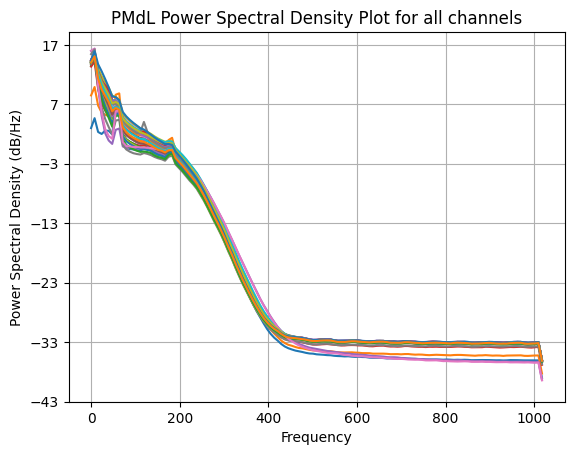 PMdL Power Spectral Density Plot for all channels
17
7
−3
−13
−23
−33
−43
Power Spectral Density (dB/Hz)
0 200 400 600 800 1000
Frequency